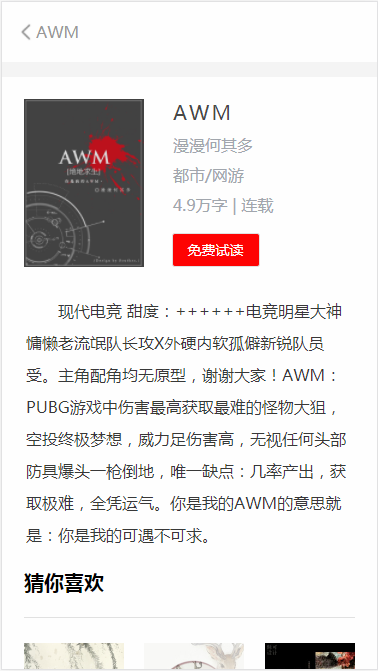 AWM
AWM
漫漫何其多
都市/网游
4.9万字 | 连载
免费试读
AWM
[绝地求生]
现代电竞 甜度：++++++电竞明星大神
慵懒老流氓队长攻X外硬内软孤僻新锐队员
受。主角配角均无原型，谢谢大家！AWM：
PUBG游戏中伤害最高获取最难的怪物大狙，
空投终极梦想，威力足伤害高，无视任何头部
防具爆头一枪倒地，唯一缺点：几率产出，获
取极难，全凭运气。你是我的AWM的意思就
是：你是我的可遇不可求。
猜你喜欢